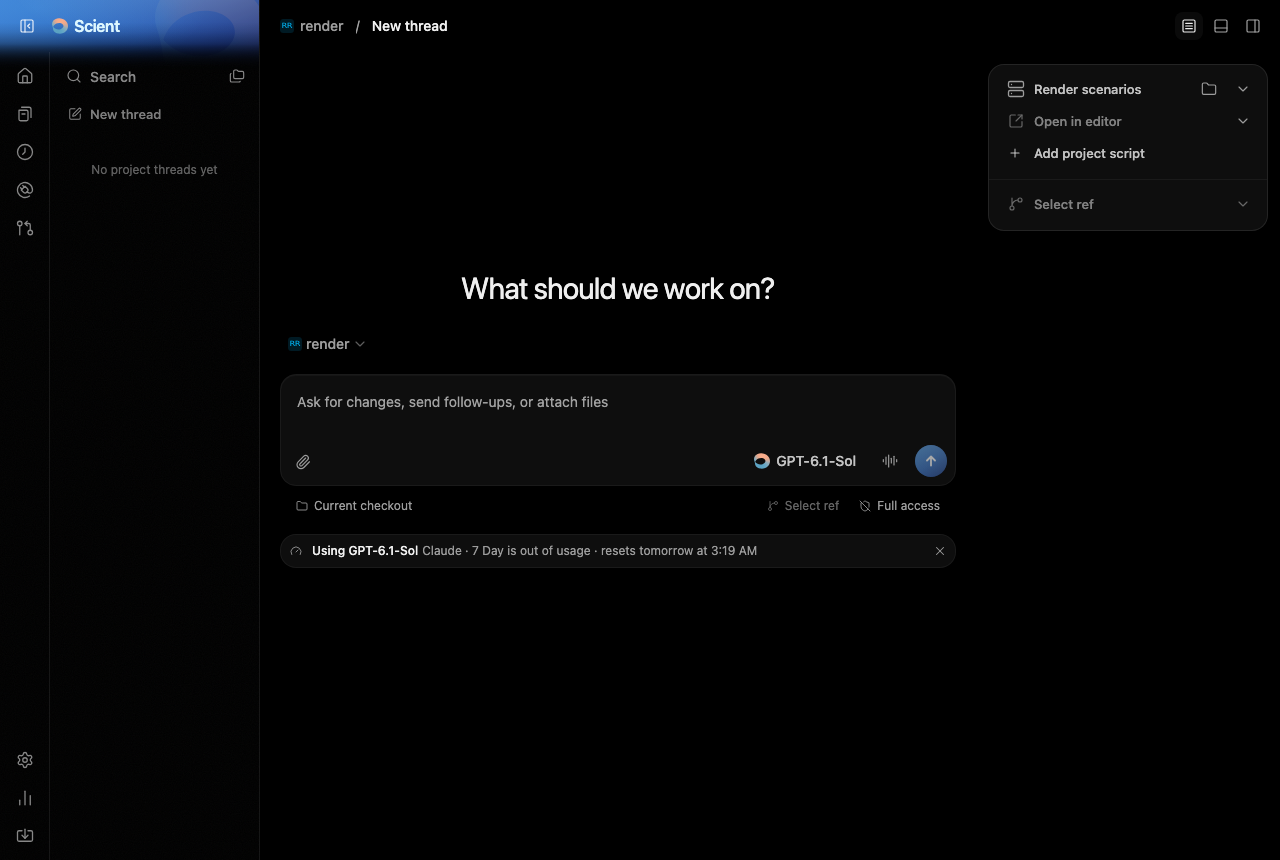 Scient
RR render / New thread
Search
New thread
No project threads yet
Render scenarios
Open in editor
Add project script
Select ref
What should we work on?
RR render
Ask for changes, send follow-ups, or attach files
GPT-6.1-Sol
Current checkout
Select ref
Full access
Using GPT-6.1-Sol Claude · 7 Day is out of usage · resets tomorrow at 3:19 AM